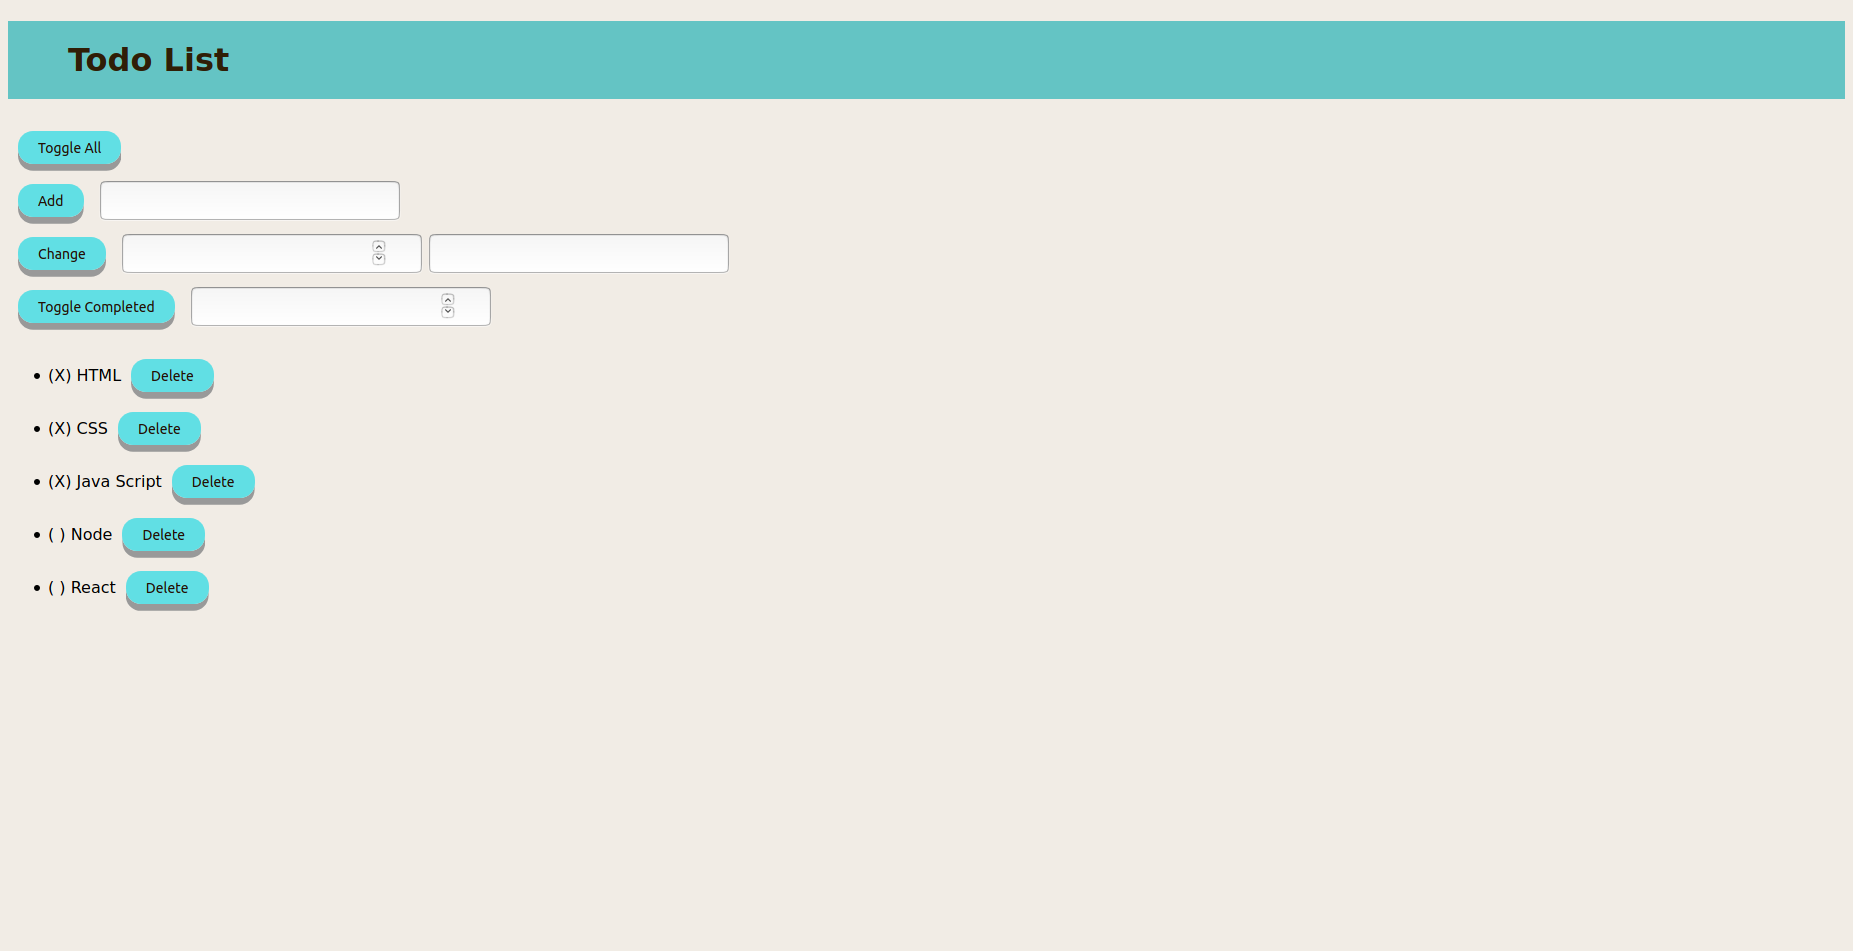 Todo List
Toggle All
Add
Change
Toggle Completed
• (X) HTML Delete
• (X) CSS Delete
• (X) Java Script Delete
• ( ) Node Delete
• ( ) React Delete